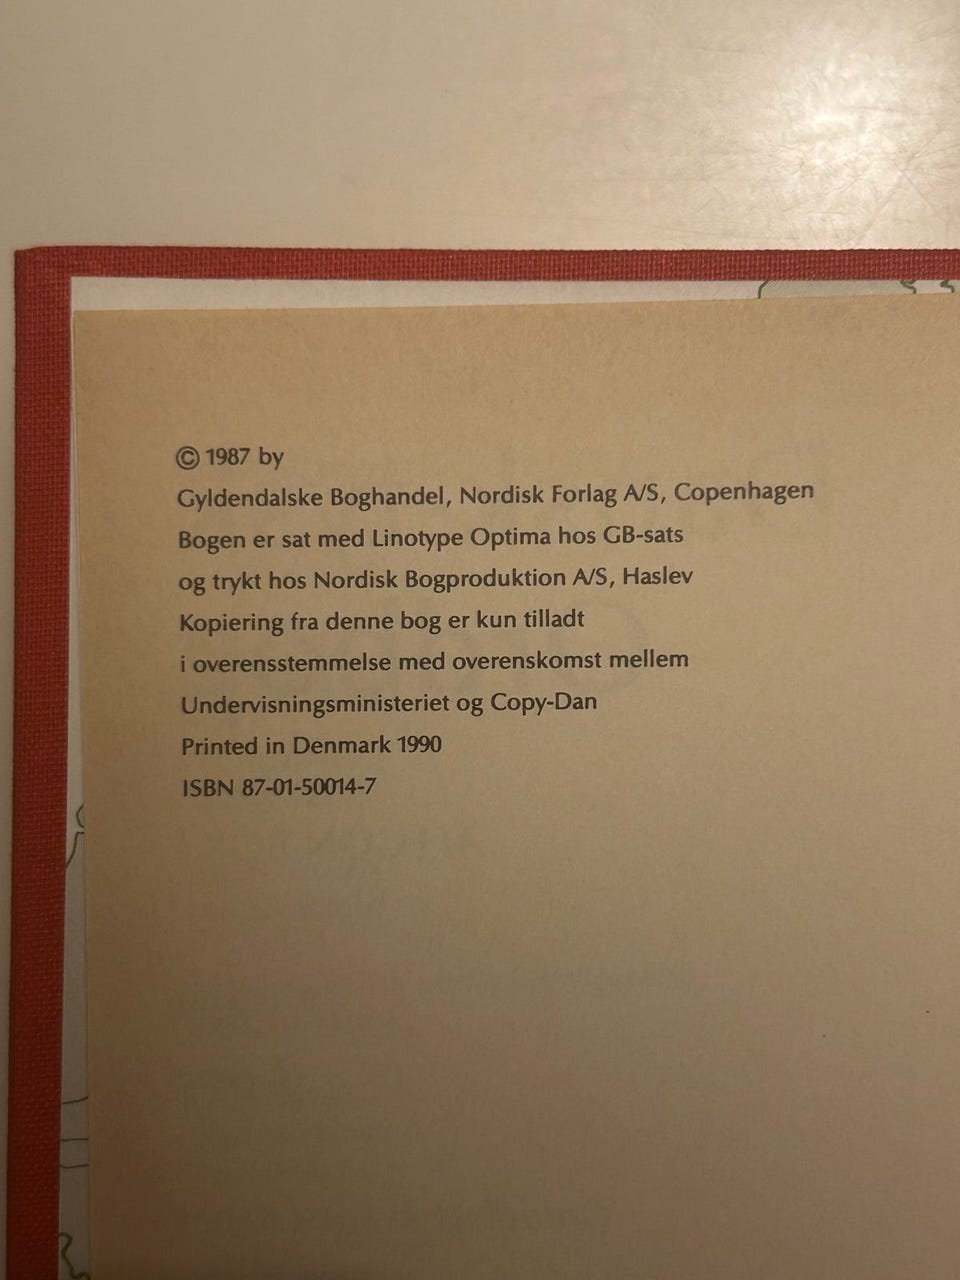 © 1987 by
Gyldendalske Boghandel, Nordisk Forlag A/S, Copenhagen
Bogen er sat med Linotype Optima hos GB-sats
og trykt hos Nordisk Bogproduktion A/S, Haslev
Kopiering fra denne bog er kun tilladt
i overensstemmelse med overenskomst mellem
Undervisningsministeriet og Copy-Dan
Printed in Denmark 1990
ISBN 87-01-50014-7